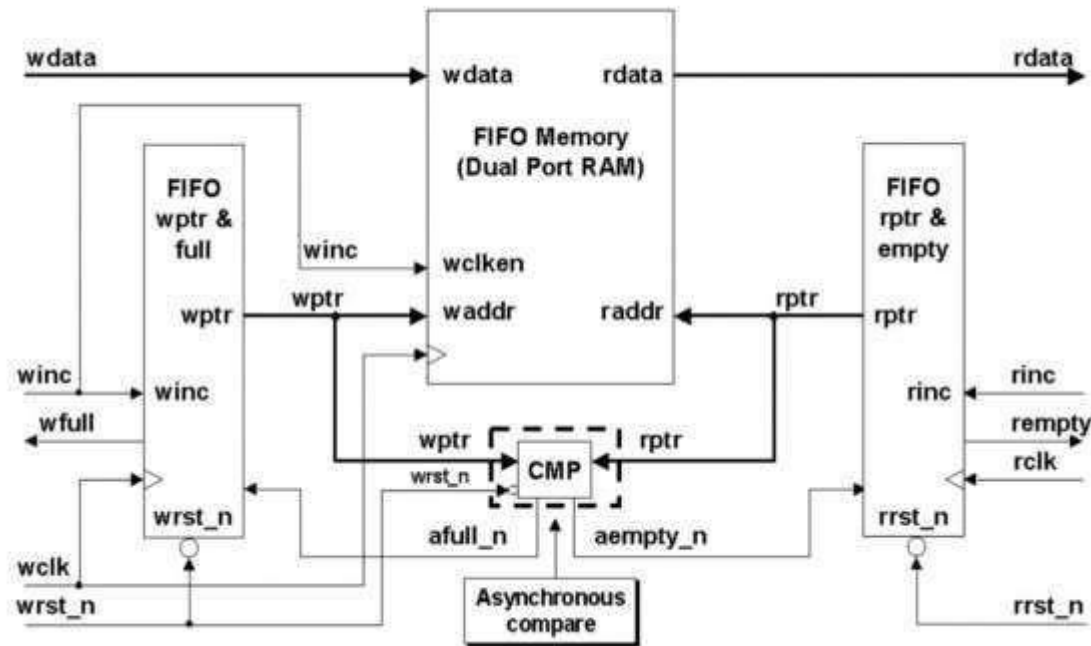 wdata
wdata
rdata
rdata
FIFO Memory
(Dual Port RAM)
FIFO
wptr &
full
FIFO
rptr &
empty
winc
wclken
wptr
wptr
waddr
raddr
rptr
rptr
winc
winc
rinc
rinc
wfull
rempty
wptr
CMP
rptr
wrst_n
rclk
wrst_n
rrst_n
afull_n
aempty_n
wclk
Asynchronous
compare
wrst_n
rrst_n